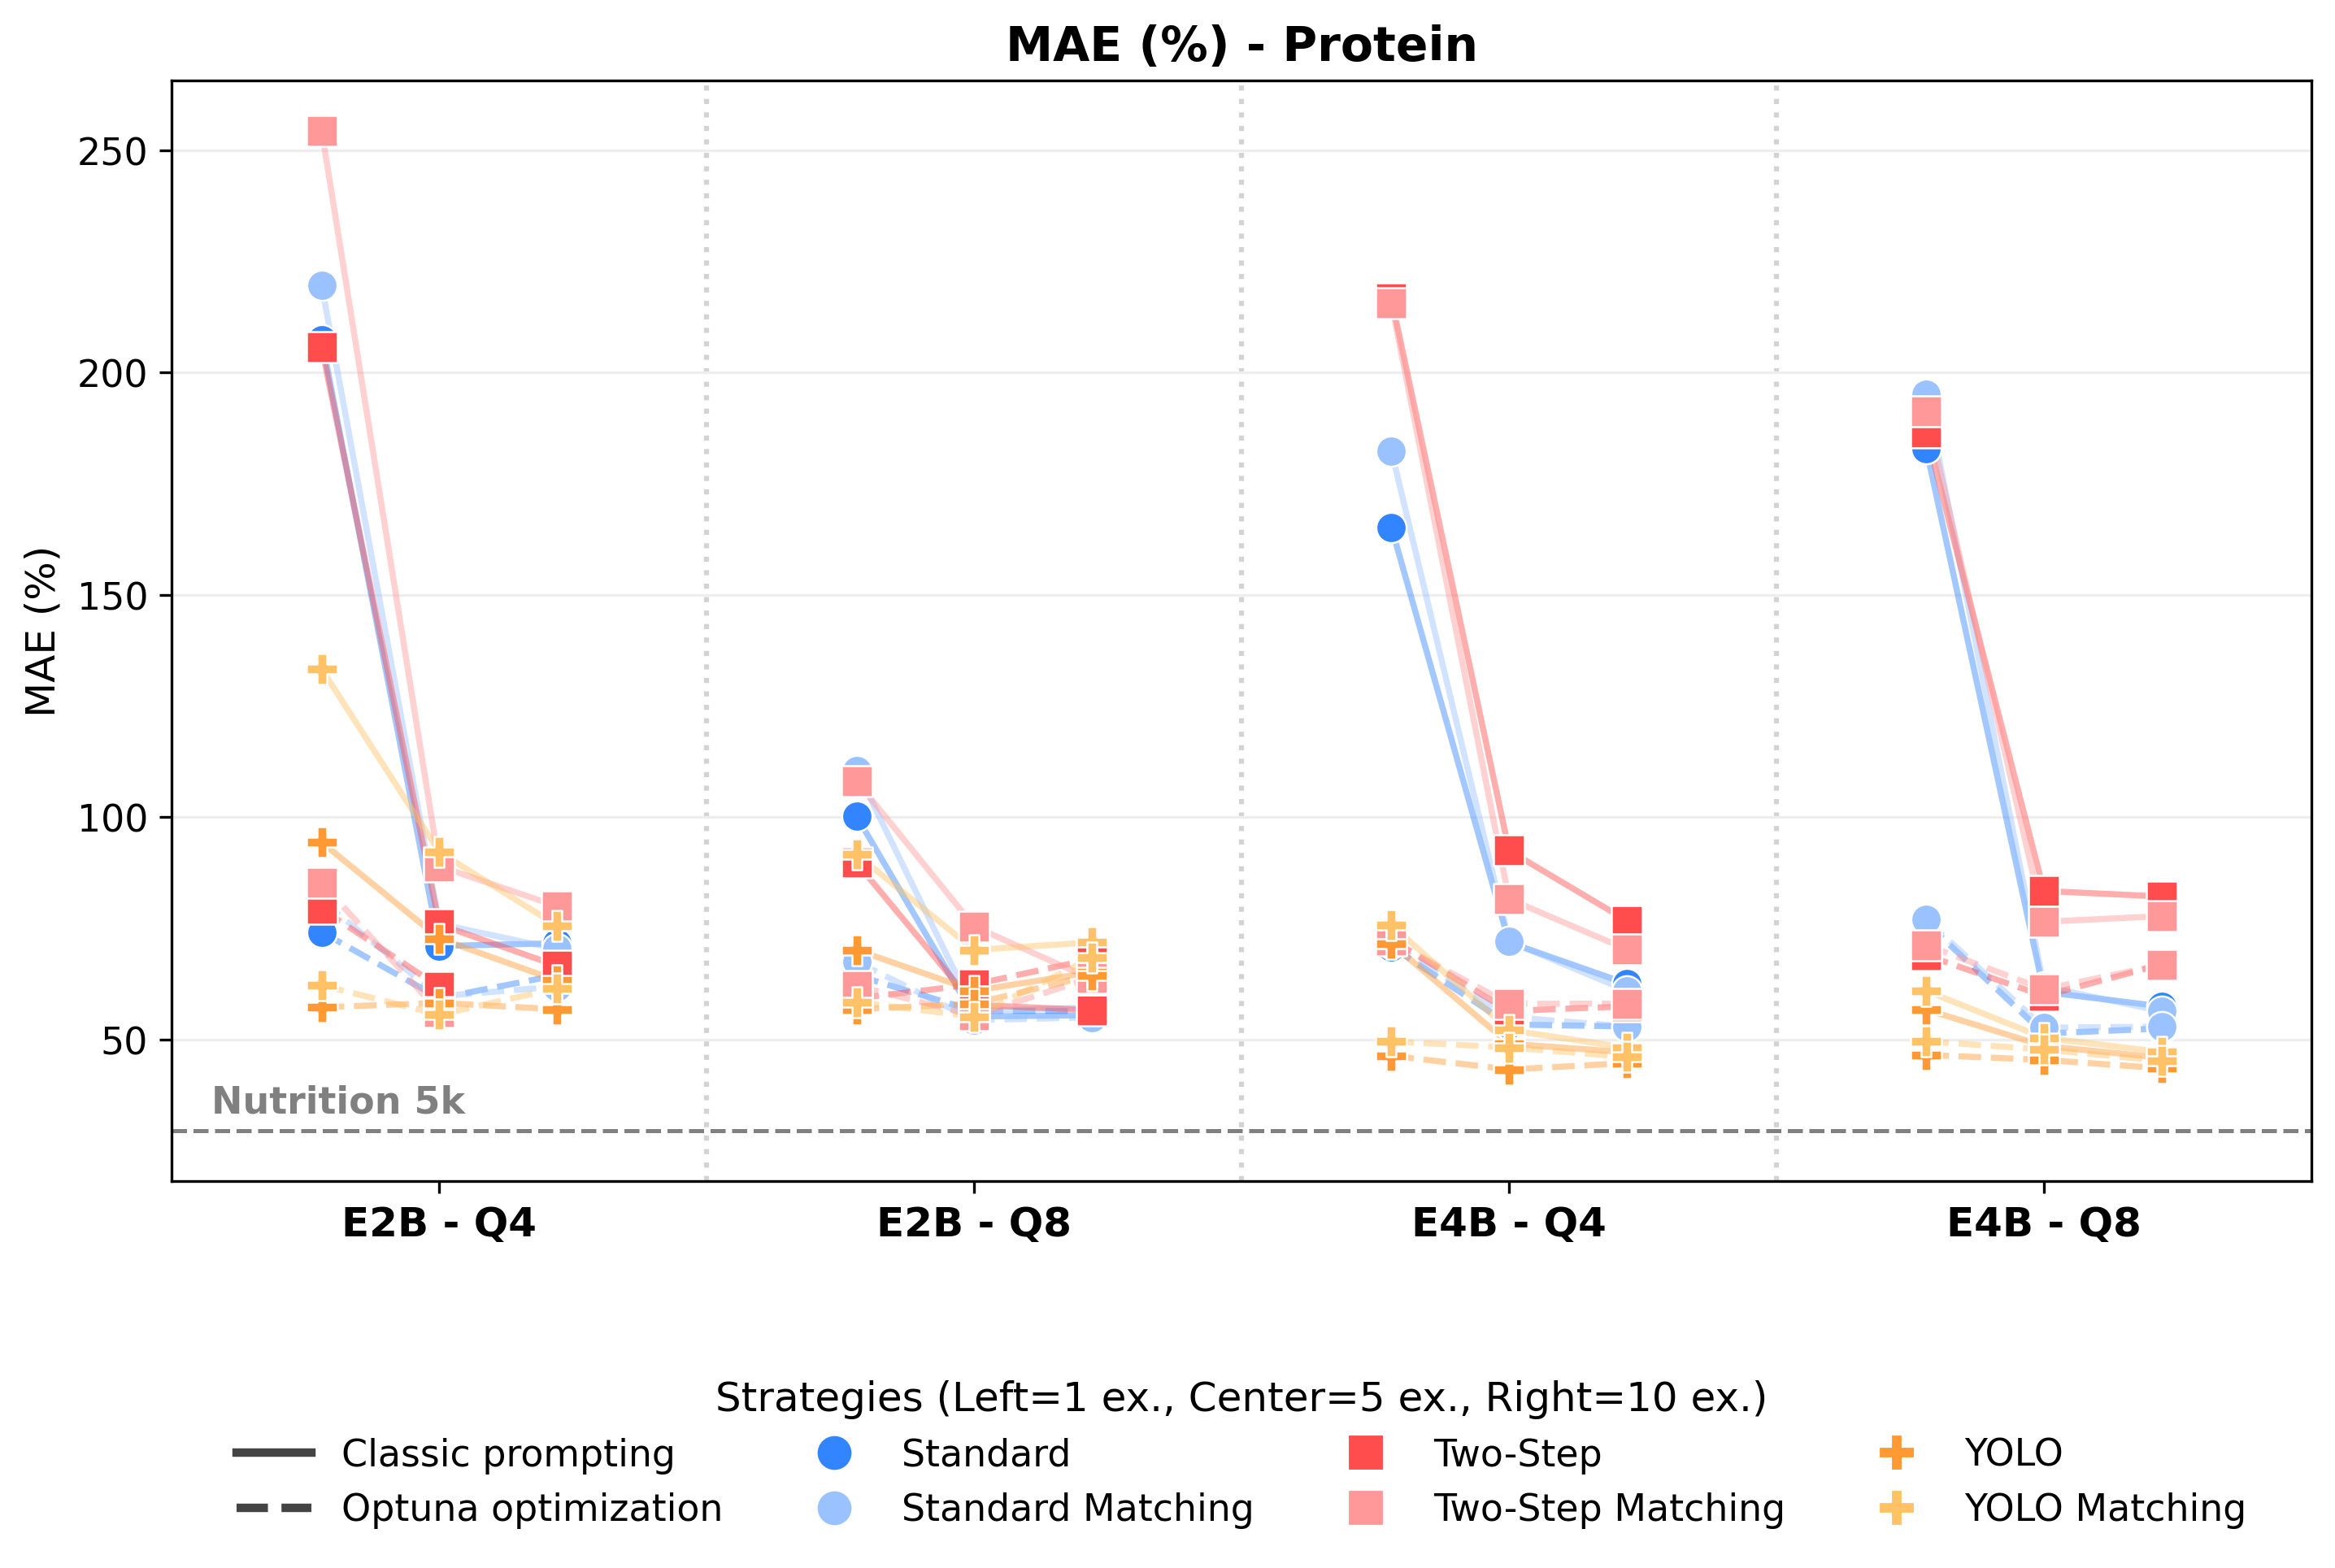 MAE (%) - Protein
MAE (%)
250
200
150
100
50
Nutrition 5k
E2B - Q4
E2B - Q8
E4B - Q4
E4B - Q8
Strategies (Left=1 ex., Center=5 ex., Right=10 ex.)
Classic prompting
Optuna optimization
Standard
Standard Matching
Two-Step
Two-Step Matching
YOLO
YOLO Matching